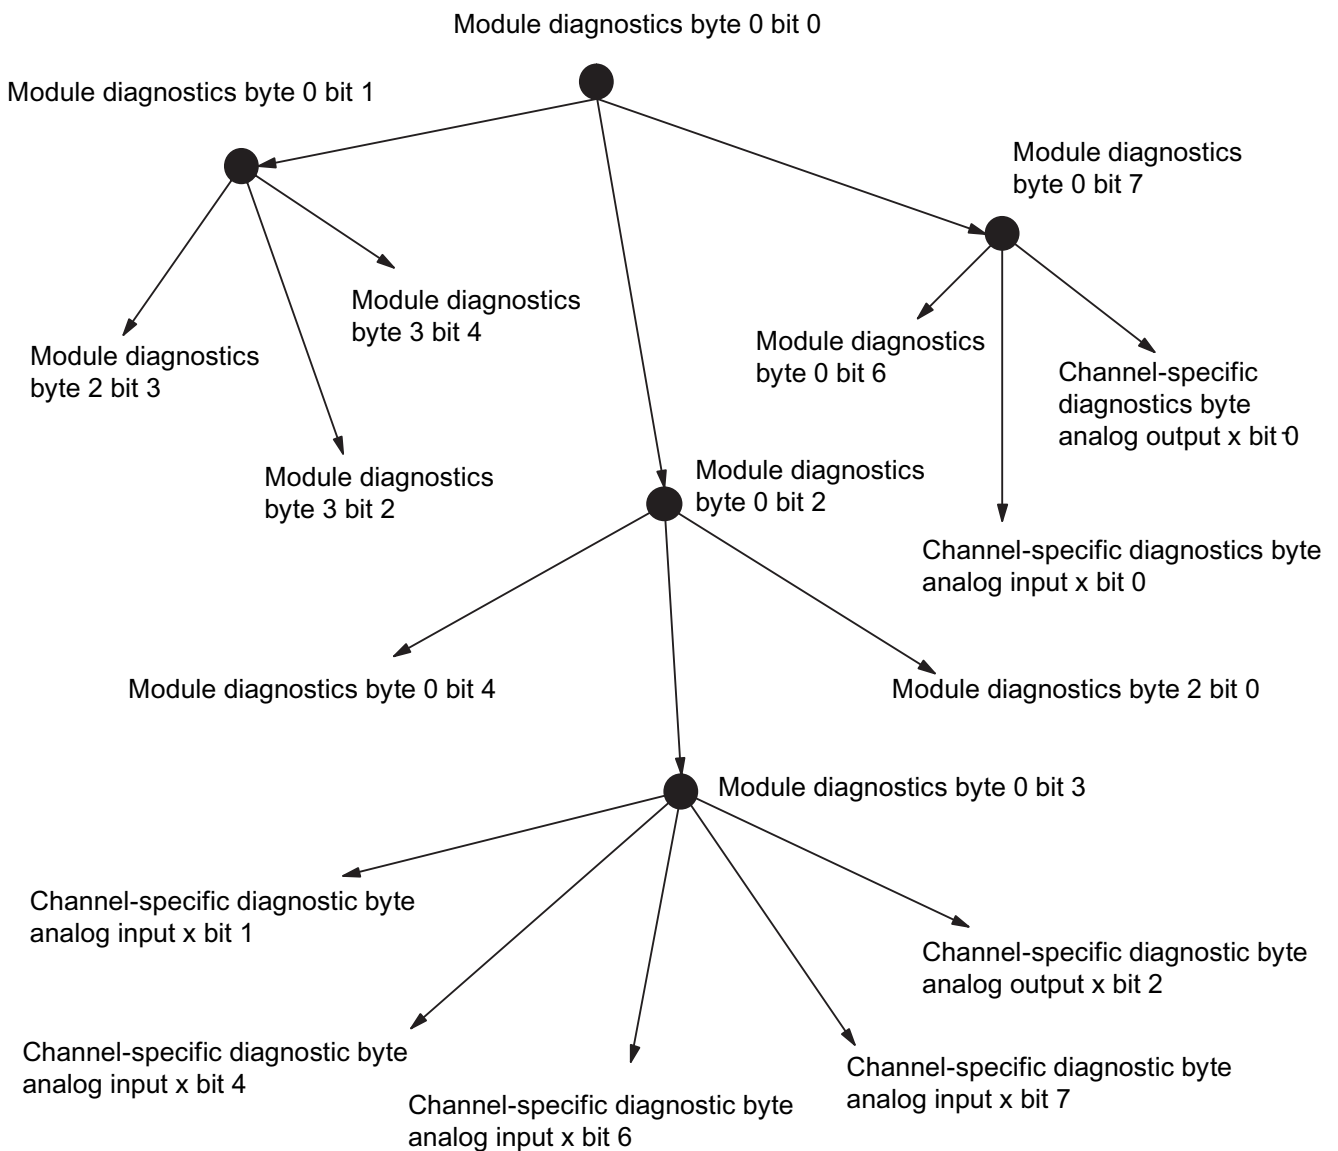 Module diagnostics byte 0 bit 0
Module diagnostics byte 0 bit 1
Module diagnostics
byte 0 bit 7
Module diagnostics
byte 3 bit 4
Module diagnostics
byte 2 bit 3
Module diagnostics
byte 0 bit 6
Channel-specific
diagnostics byte
analog output x bit 0
Module diagnostics
byte 3 bit 2
Module diagnostics
byte 0 bit 2
Channel-specific diagnostics byte
analog input x bit 0
Module diagnostics byte 0 bit 4
Module diagnostics byte 2 bit 0
Module diagnostics byte 0 bit 3
Channel-specific diagnostic byte
analog input x bit 1
Channel-specific diagnostic byte
analog output x bit 2
Channel-specific diagnostic byte
analog input x bit 4
Channel-specific diagnostic byte
analog input x bit 7
Channel-specific diagnostic byte
analog input x bit 6